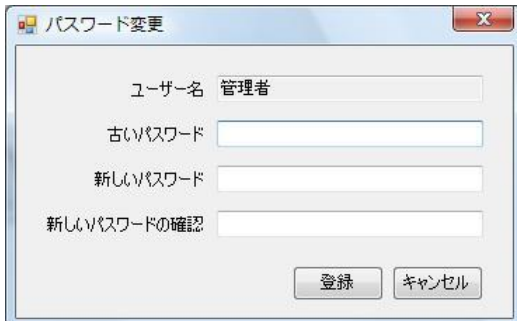 パスワード変更
ユーザー名 管理者
古いパスワード
新しいパスワード
新しいパスワードの確認
登録 キャンセル